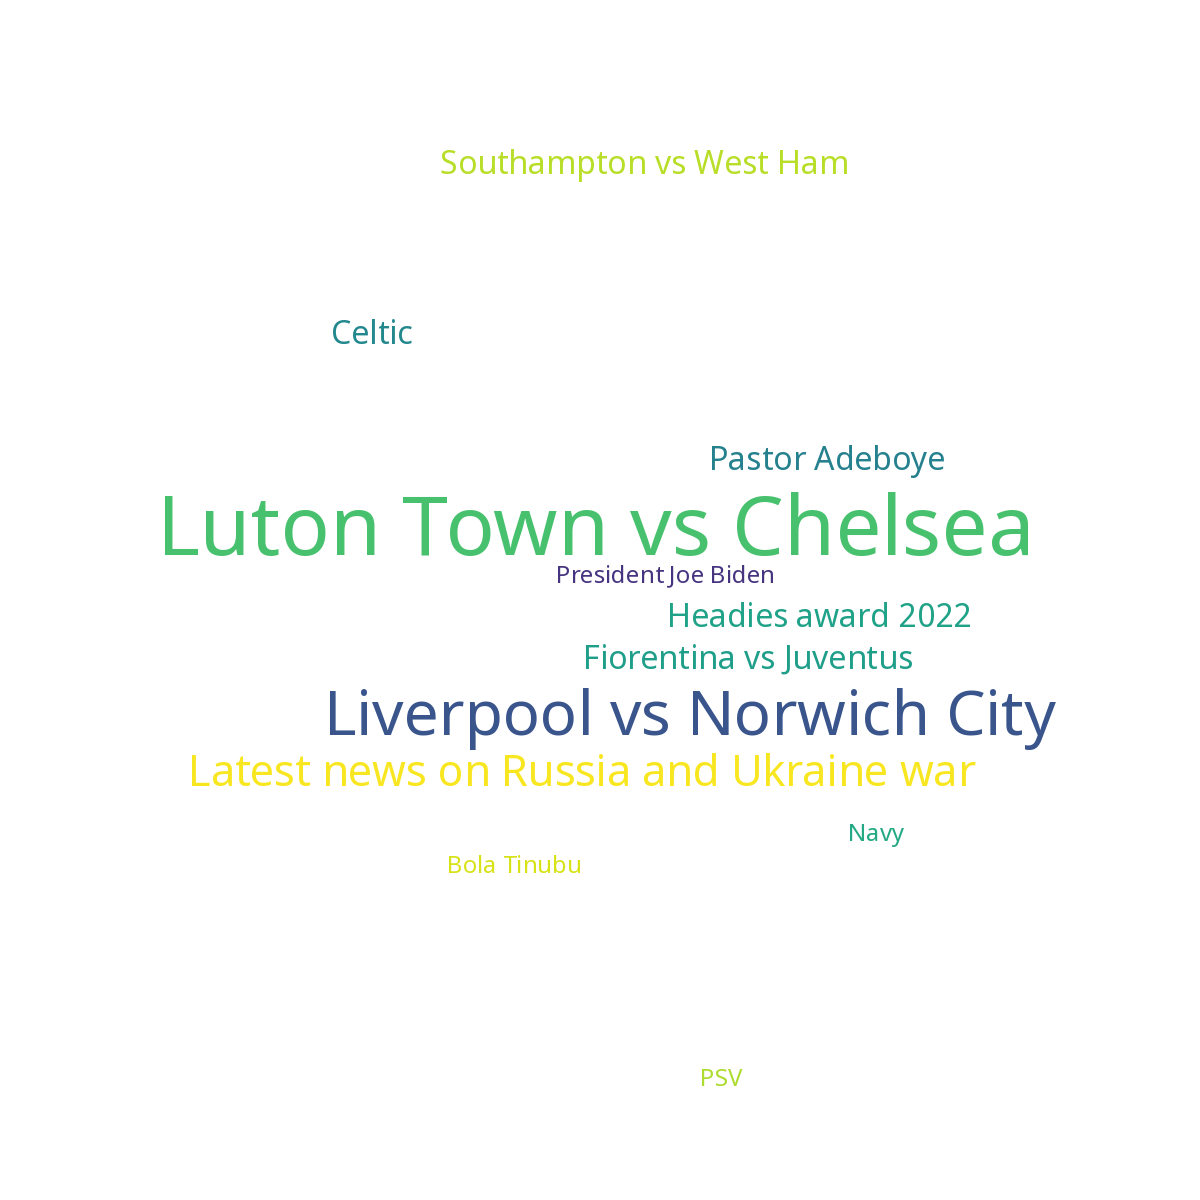 Southampton vs West Ham
Celtic
Pastor Adeboye
Luton Town vs Chelsea
President Joe Biden
Headies award 2022
Fiorentina vs Juventus
Liverpool vs Norwich City
Latest news on Russia and Ukraine war
Navy
Bola Tinubu
PSV